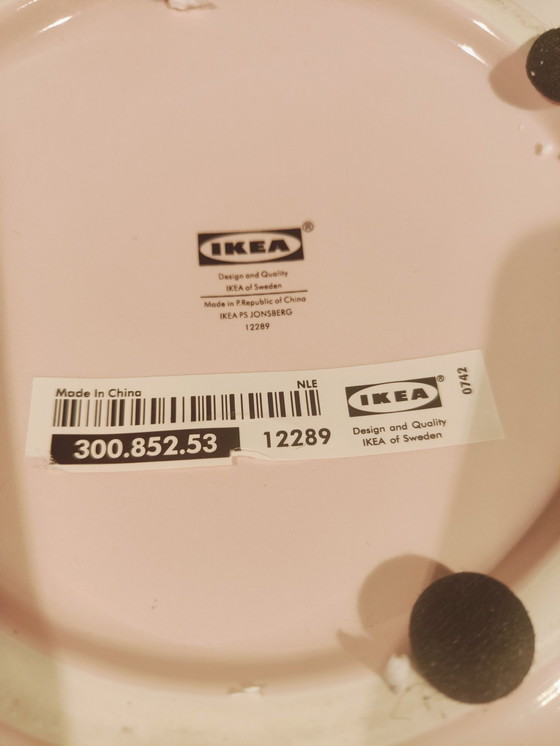 IKEA®
Design and Quality
IKEA of Sweden
Made in P.Republic of China
IKEA PS JONSBERG
12289
Made In China NLE
300.852.53 12289
IKEA®
Design and Quality
IKEA of Sweden
0742